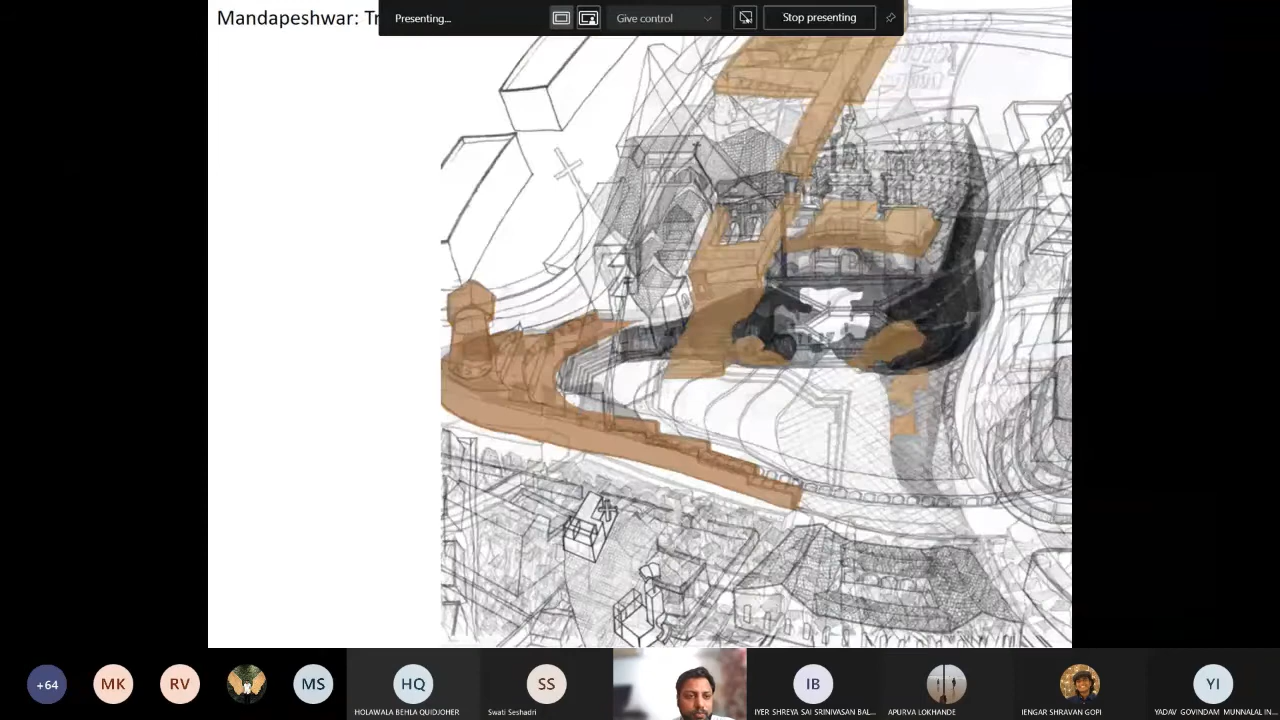 Mandapeshwar: Tr
Presenting...
Give control
Stop presenting
+64
MK
RV
MS
HQ
HOLAWALA BEHLA QUIDJOHER
SS
Swati Seshadri
IB
IYER SHREYA SAI SRINIVASAN BAL...
APURVA LOKHANDE
IENGAR SHRAVAN GOPI
YI
YADAV GOVINDAM MUNNALAL IN...